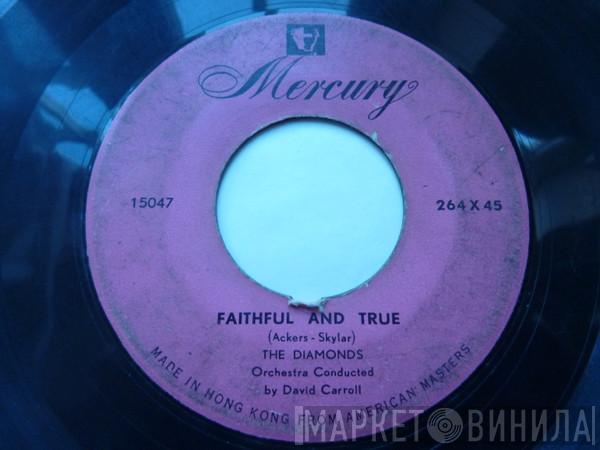 Mercury
15047
264 X 45
FAITHFUL AND TRUE
(Ackers - Skylar)
THE DIAMONDS
Orchestra Conducted
by David Carroll
MADE IN HONG KONG FROM AMERICAN MASTERS
МАРКЕТ ВИНИЛА